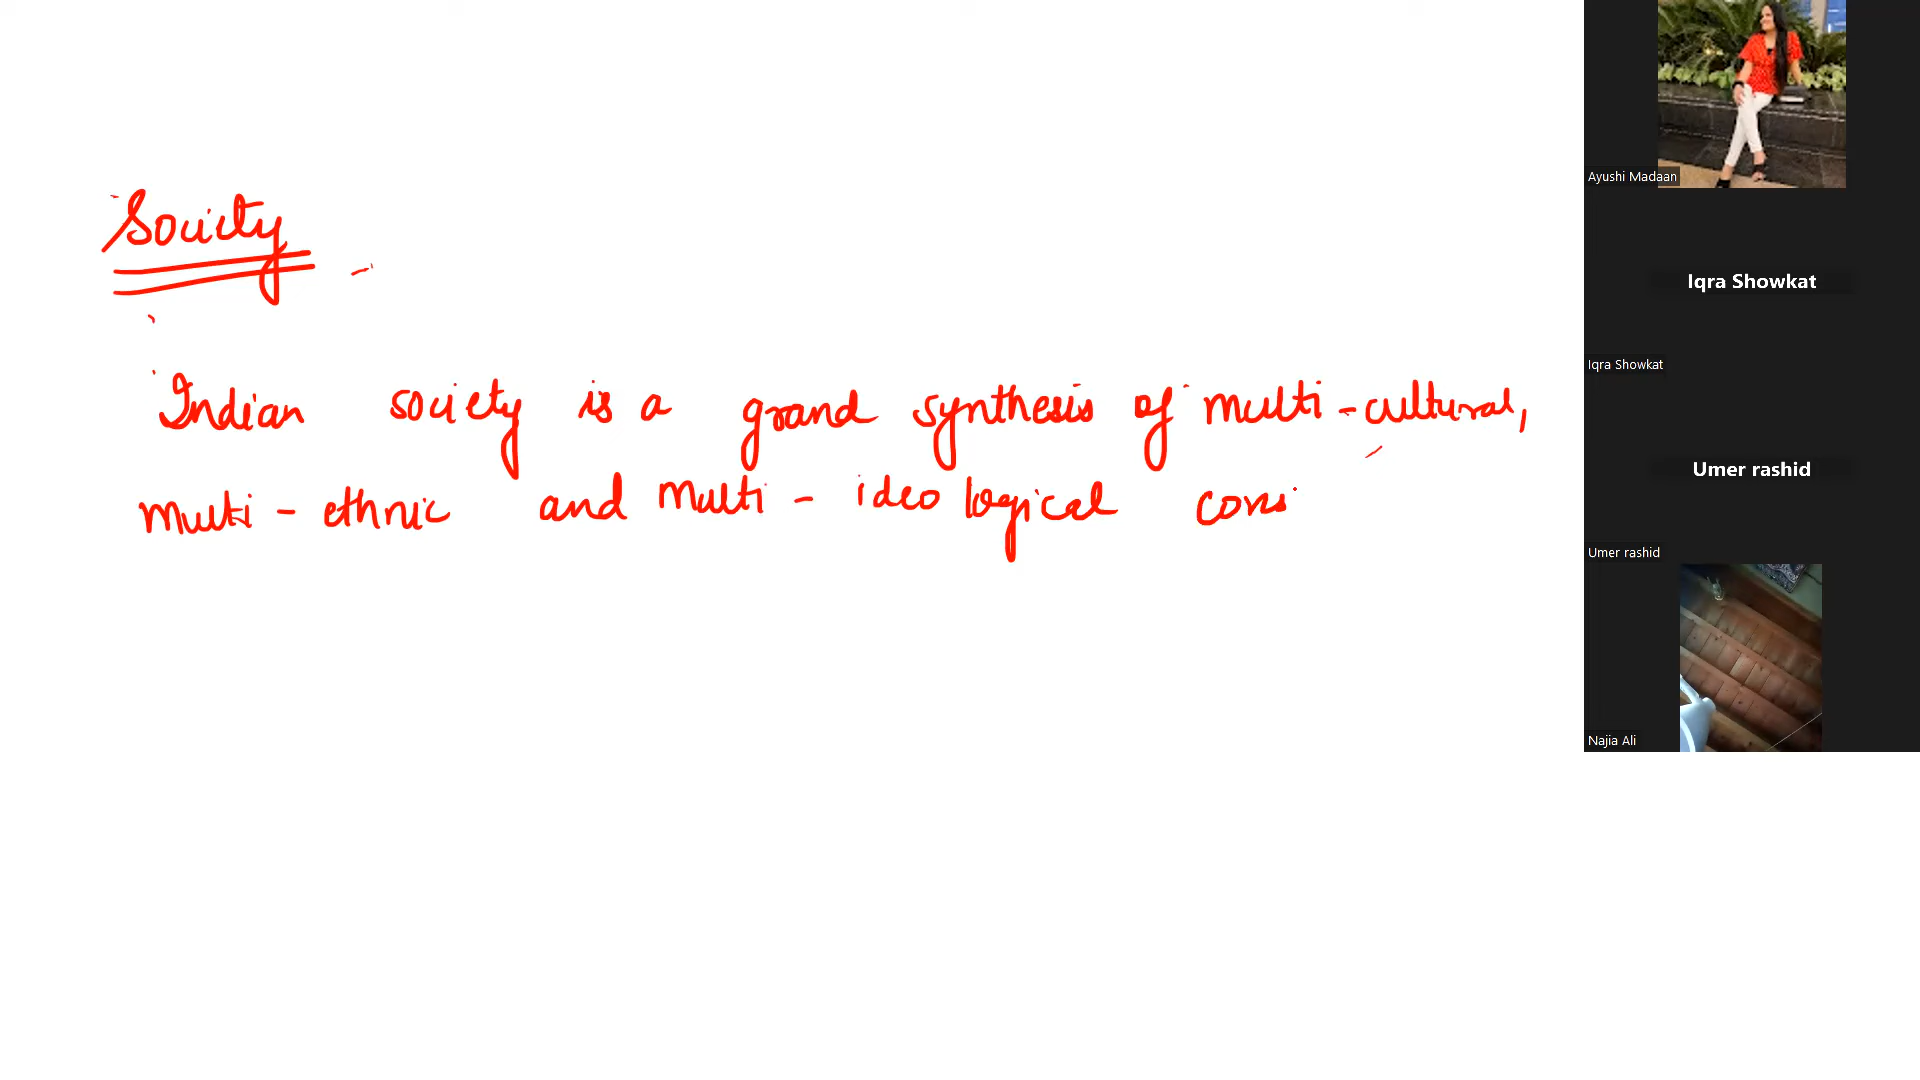 Society
Indian society is a grand synthesis of multi-cultural,
multi-ethnic and multi-ideological cons
Ayushi Madaan
Iqra Showkat
Iqra Showkat
Umer rashid
Umer rashid
Najia Ali